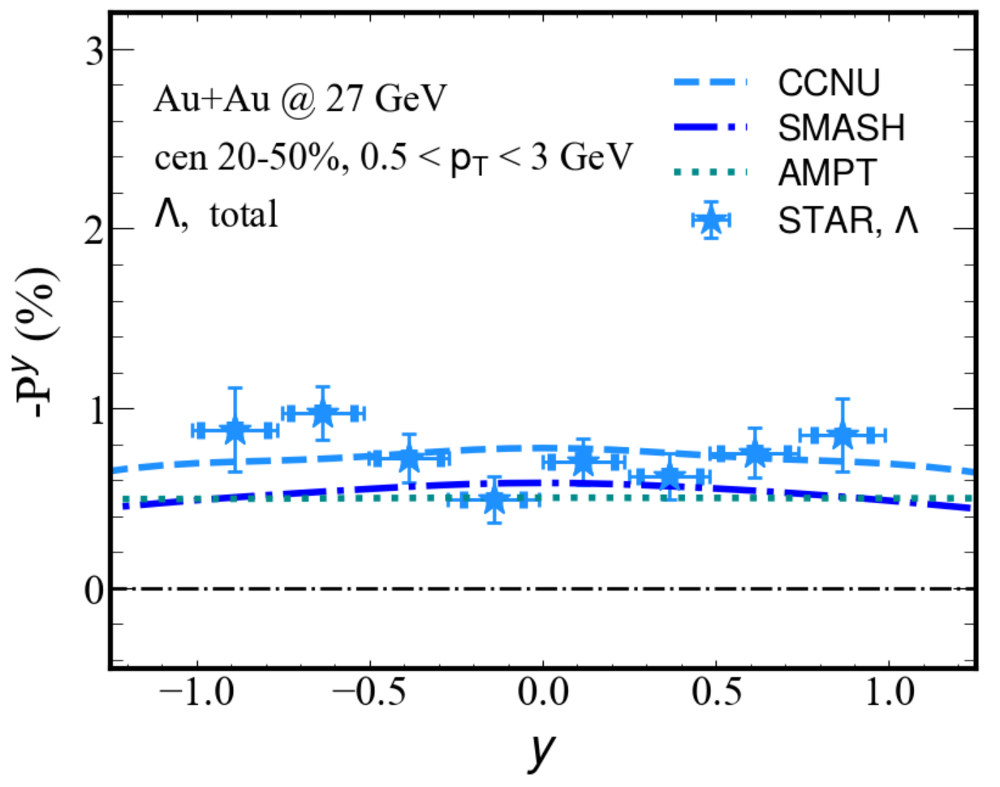 Au+Au @ 27 GeV
cen 20-50%, 0.5 < pT < 3 GeV
Λ, total
CCNU
SMASH
AMPT
STAR, Λ
-P^y (%)
3
2
1
0
−1.0 −0.5 0.0 0.5 1.0
y